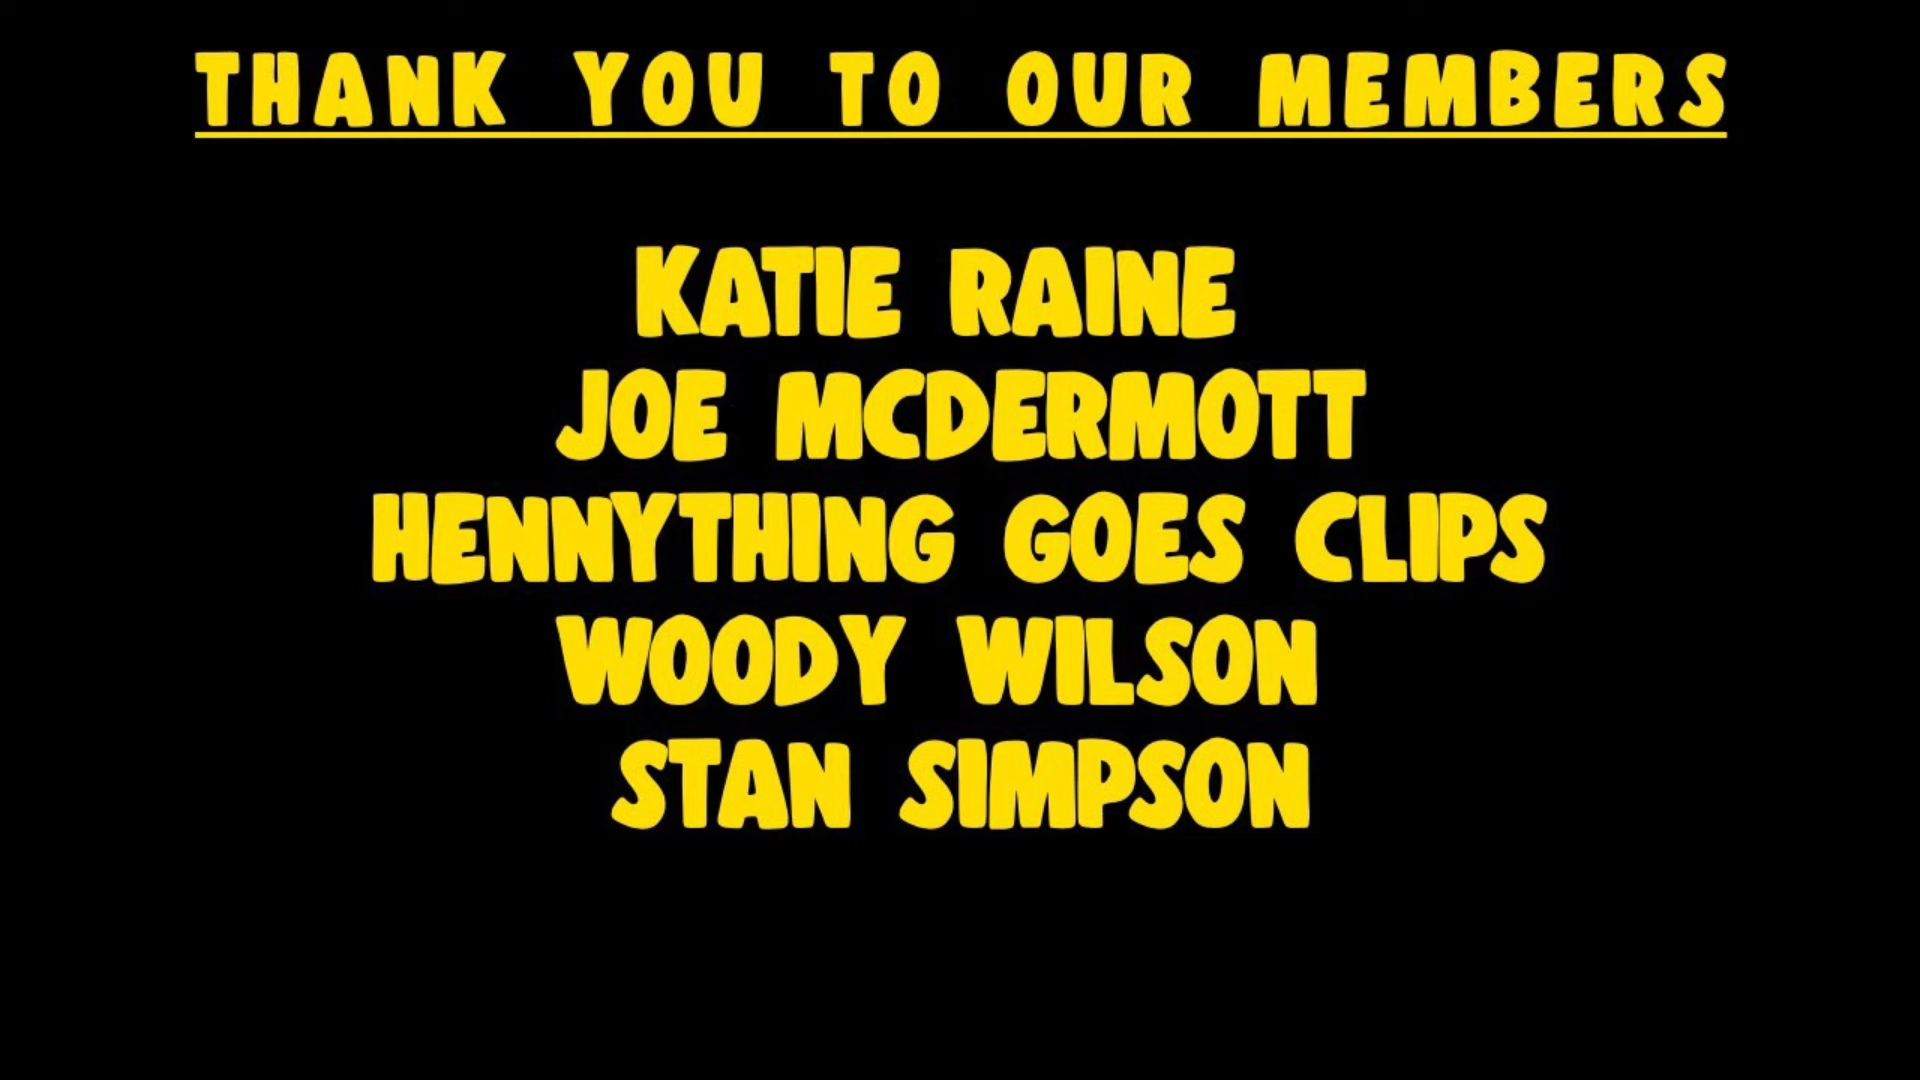 THANK YOU TO OUR MEMBERS
KATIE RAINE
JOE MCDERMOTT
HENNYTHING GOES CLIPS
WOODY WILSON
STAN SIMPSON